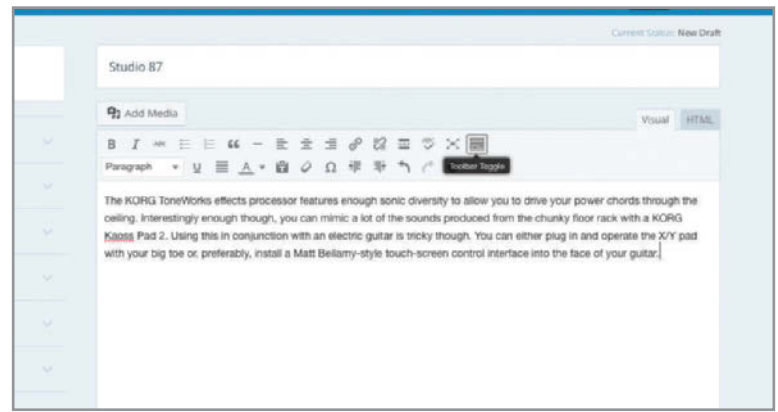 Current Status: New Draft
Studio 87
Add Media
Visual HTML
B I ABC
Paragraph U A Ω
Toolbar Toggle
The KORG ToneWorks effects processor features enough sonic diversity to allow you to drive your power chords through the
ceiling. Interestingly enough though, you can mimic a lot of the sounds produced from the chunky floor rack with a KORG
Kaoss Pad 2. Using this in conjunction with an electric guitar is tricky though. You can either plug in and operate the X/Y pad
with your big toe or, preferably, install a Matt Bellamy-style touch-screen control interface into the face of your guitar.